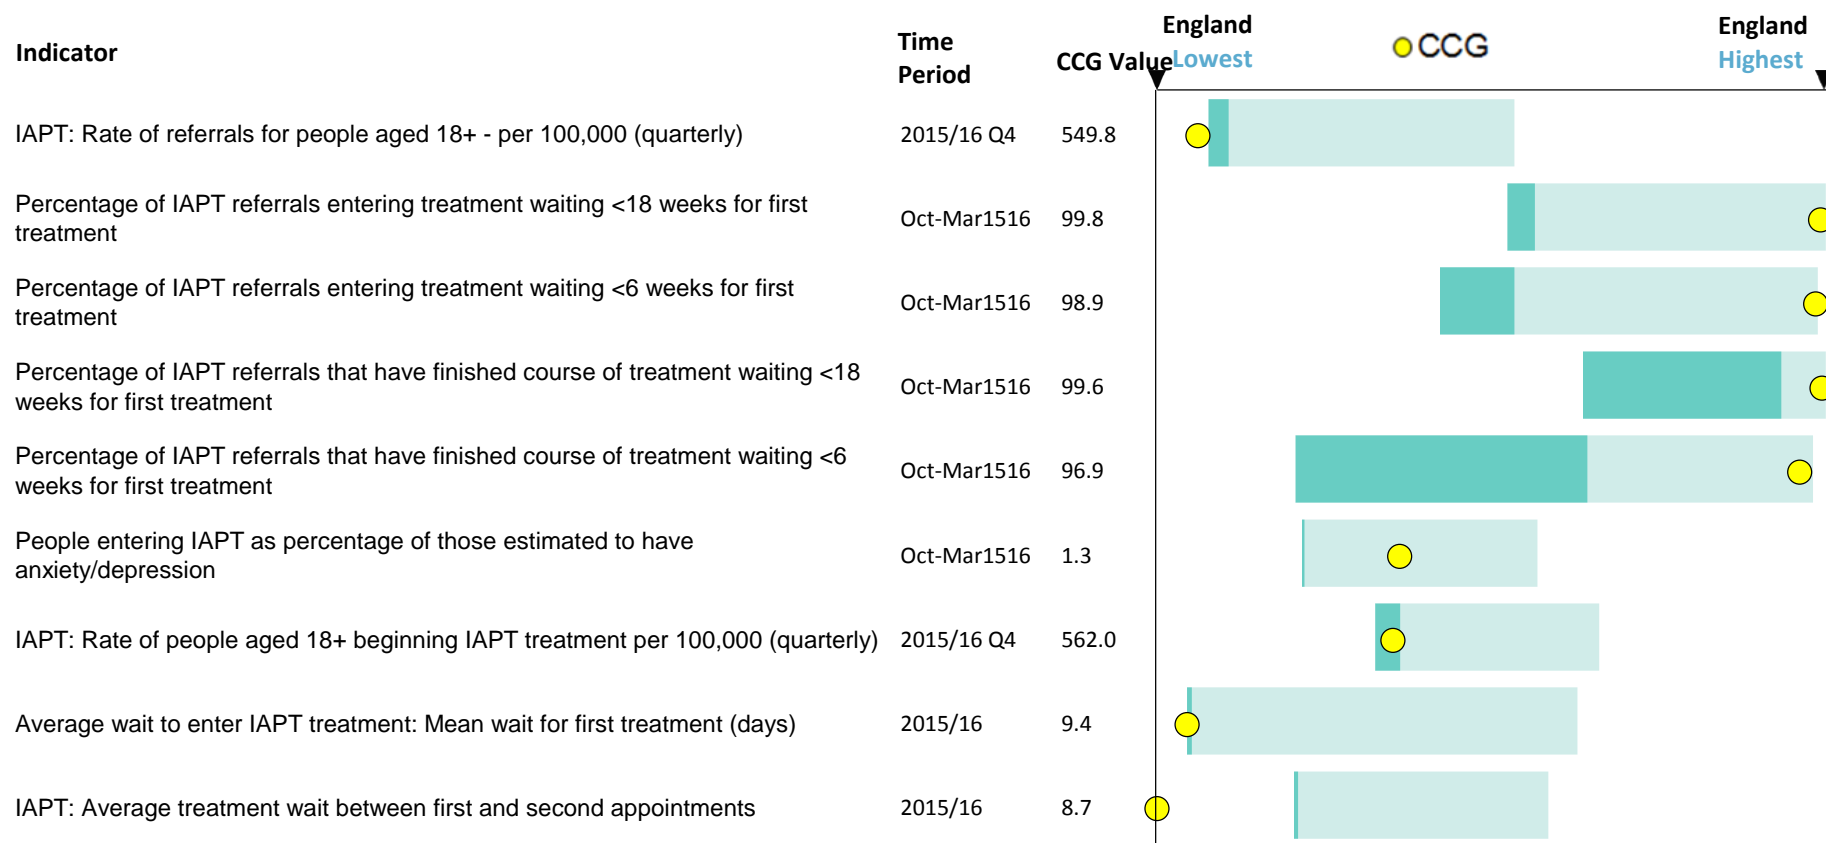 Indicator
Time
Period
CCG Value
England
Lowest
CCG
England
Highest
IAPT: Rate of referrals for people aged 18+ - per 100,000 (quarterly) 2015/16 Q4 549.8
Percentage of IAPT referrals entering treatment waiting <18 weeks for first
treatment
Oct-Mar1516 99.8
Percentage of IAPT referrals entering treatment waiting <6 weeks for first
treatment
Oct-Mar1516 98.9
Percentage of IAPT referrals that have finished course of treatment waiting <18
weeks for first treatment
Oct-Mar1516 99.6
Percentage of IAPT referrals that have finished course of treatment waiting <6
weeks for first treatment
Oct-Mar1516 96.9
People entering IAPT as percentage of those estimated to have
anxiety/depression
Oct-Mar1516 1.3
IAPT: Rate of people aged 18+ beginning IAPT treatment per 100,000 (quarterly) 2015/16 Q4 562.0
Average wait to enter IAPT treatment: Mean wait for first treatment (days) 2015/16 9.4
IAPT: Average treatment wait between first and second appointments 2015/16 8.7